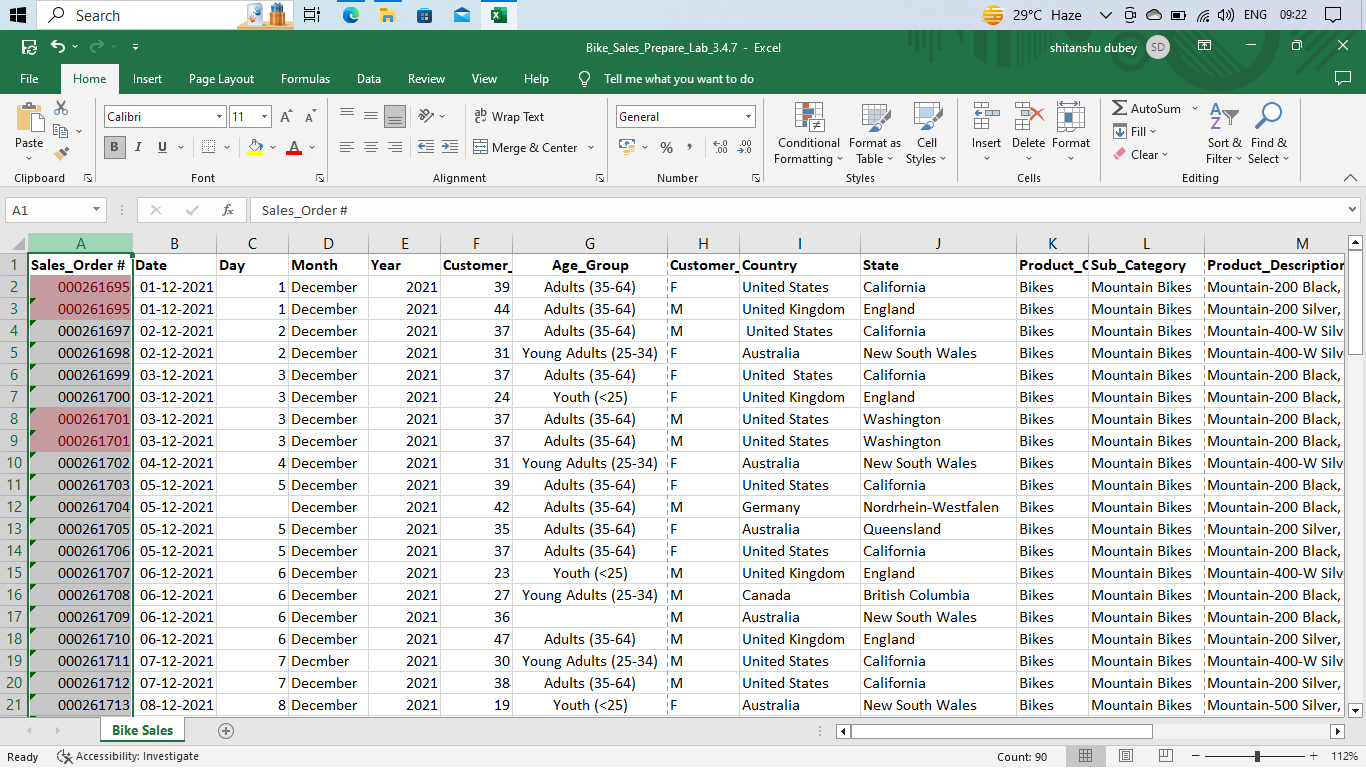 Search 29°C Haze ENG 09:22
Bike_Sales_Prepare_Lab_3.4.7 - Excel shitanshu dubey SD
File Home Insert Page Layout Formulas Data Review View Help Tell me what you want to do
Calibri 11 A A Wrap Text General AutoSum
Paste B I U A Merge & Center % , .00 Conditional Formatting Format as Table Cell Styles Insert Delete Format Fill Clear Sort & Filter Find & Select
Clipboard Font Alignment Number Styles Cells Editing
A1 fx Sales_Order #
A B C D E F G H I J K L M
1 Sales_Order # Date Day Month Year Customer_ Age_Group Customer_ Country State Product_C Sub_Category Product_Description
2 000261695 01-12-2021 1 December 2021 39 Adults (35-64) F United States California Bikes Mountain Bikes Mountain-200 Black,
3 000261695 01-12-2021 1 December 2021 44 Adults (35-64) M United Kingdom England Bikes Mountain Bikes Mountain-200 Silver,
4 000261697 02-12-2021 2 December 2021 37 Adults (35-64) M United States California Bikes Mountain Bikes Mountain-400-W Silv
5 000261698 02-12-2021 2 December 2021 31 Young Adults (25-34) F Australia New South Wales Bikes Mountain Bikes Mountain-400-W Silv
6 000261699 03-12-2021 3 December 2021 37 Adults (35-64) F United  States California Bikes Mountain Bikes Mountain-200 Black,
7 000261700 03-12-2021 3 December 2021 24 Youth (<25) F United Kingdom England Bikes Mountain Bikes Mountain-200 Black,
8 000261701 03-12-2021 3 December 2021 37 Adults (35-64) M United States Washington Bikes Mountain Bikes Mountain-200 Black,
9 000261701 03-12-2021 3 December 2021 37 Adults (35-64) M United States Washington Bikes Mountain Bikes Mountain-200 Black,
10 000261702 04-12-2021 4 December 2021 31 Young Adults (25-34) F Australia New South Wales Bikes Mountain Bikes Mountain-400-W Silv
11 000261703 05-12-2021 5 December 2021 39 Adults (35-64) F United States California Bikes Mountain Bikes Mountain-200 Black,
12 000261704 05-12-2021 December 2021 42 Adults (35-64) M Germany Nordrhein-Westfalen Bikes Mountain Bikes Mountain-200 Black,
13 000261705 05-12-2021 5 December 2021 35 Adults (35-64) F Australia Queensland Bikes Mountain Bikes Mountain-200 Silver,
14 000261706 05-12-2021 5 December 2021 37 Adults (35-64) F United States California Bikes Mountain Bikes Mountain-200 Black,
15 000261707 06-12-2021 6 December 2021 23 Youth (<25) M United Kingdom England Bikes Mountain Bikes Mountain-400-W Silv
16 000261708 06-12-2021 6 December 2021 27 Young Adults (25-34) M Canada British Columbia Bikes Mountain Bikes Mountain-200 Black,
17 000261709 06-12-2021 6 December 2021 36 M Australia New South Wales Bikes Mountain Bikes Mountain-200 Black,
18 000261710 06-12-2021 6 December 2021 47 Adults (35-64) M United Kingdom England Bikes Mountain Bikes Mountain-200 Silver,
19 000261711 07-12-2021 7 Decmber 2021 30 Young Adults (25-34) M United States California Bikes Mountain Bikes Mountain-400-W Silv
20 000261712 07-12-2021 7 December 2021 38 Adults (35-64) M United States California Bikes Mountain Bikes Mountain-200 Silver,
21 000261713 08-12-2021 8 December 2021 19 Youth (<25) F Australia New South Wales Bikes Mountain Bikes Mountain-500 Silver,
Bike Sales
Ready Accessibility: Investigate Count: 90 112%